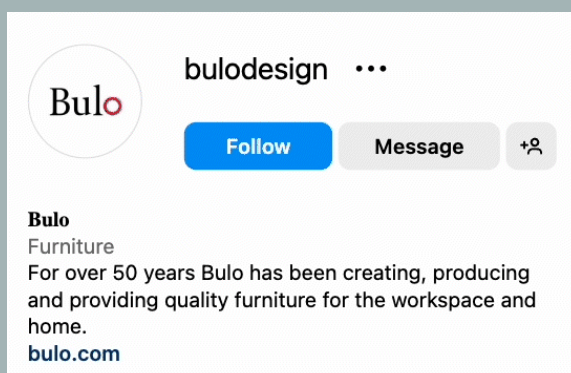 Bulo
bulodesign
Follow
Message
Bulo
Furniture
For over 50 years Bulo has been creating, producing
and providing quality furniture for the workspace and
home.
bulo.com